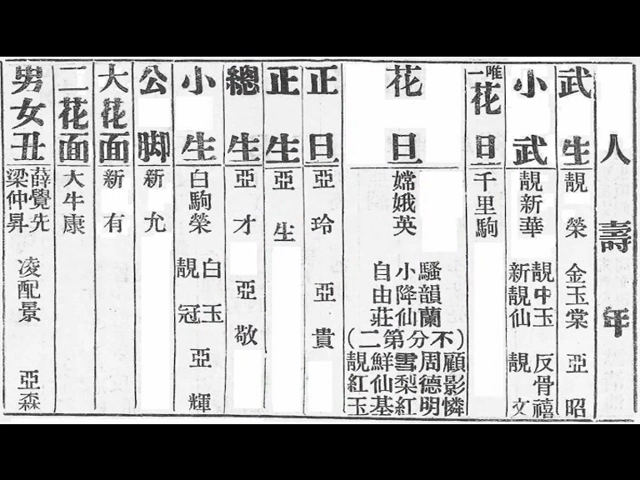 人壽年
武生
靚榮 金玉棠 亞昭
小武
靚新華
靚中玉 反骨禧
新靚仙 靚文
唯一花旦
千里駒
花旦
嫦娥英
騷韻蘭
小降仙
自由莊
(不分第二)
顧影憐
周德明
雪梨紅
鮮仙基
靚紅玉
正旦
亞玲 亞貴
正生
亞生
總生
亞才 亞敬
小生
白駒榮
白玉 亞輝
靚冠
公脚
新允
大花面
新有
二花面
大牛康
男女丑
薛覺先
梁仲昇
凌配景 亞森